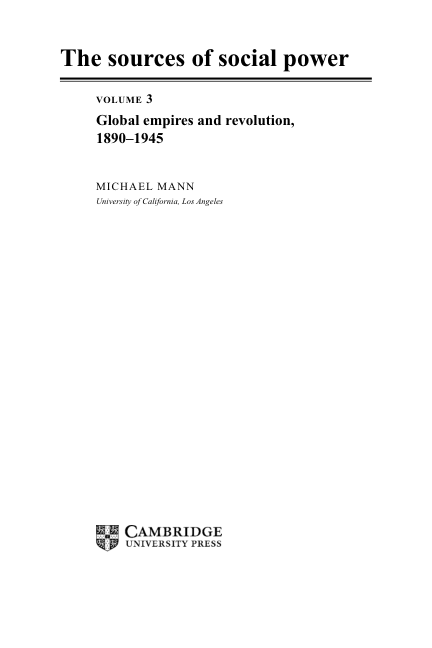 The sources of social power
VOLUME 3
Global empires and revolution,
1890–1945
MICHAEL MANN
University of California, Los Angeles
CAMBRIDGE
UNIVERSITY PRESS